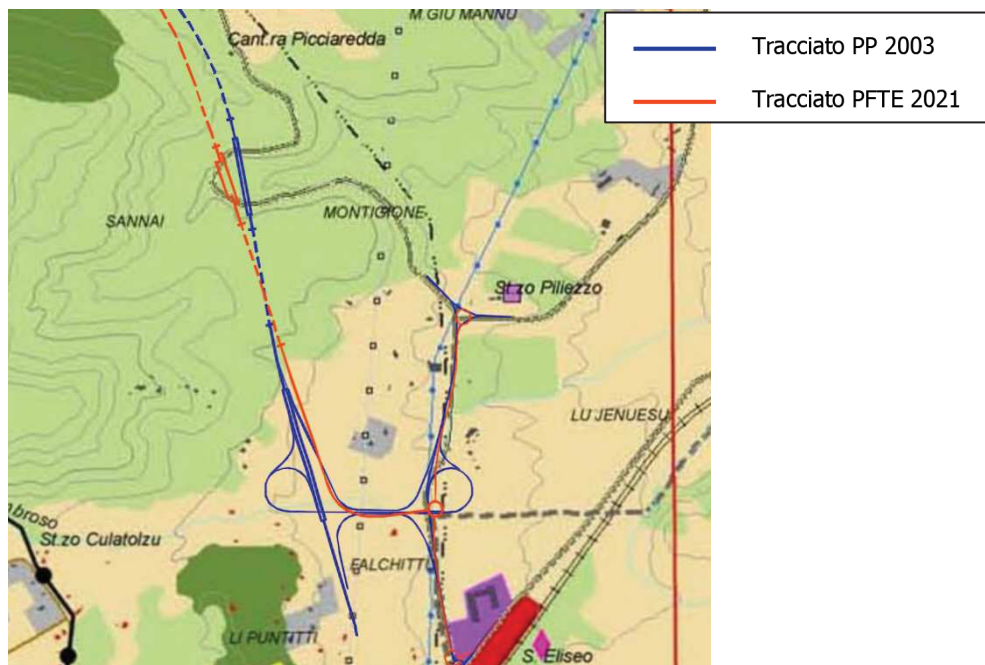 M. GIU MANNU
Cant.ra Picciaredda
Tracciato PP 2003
Tracciato PFTE 2021
SANNAI
MONTIGIONE
St.zo Piliezzo
LU JENUESU
broso
St.zo Culatolzu
FALCHITTU
LI PUNTITTI
S. Eliseo